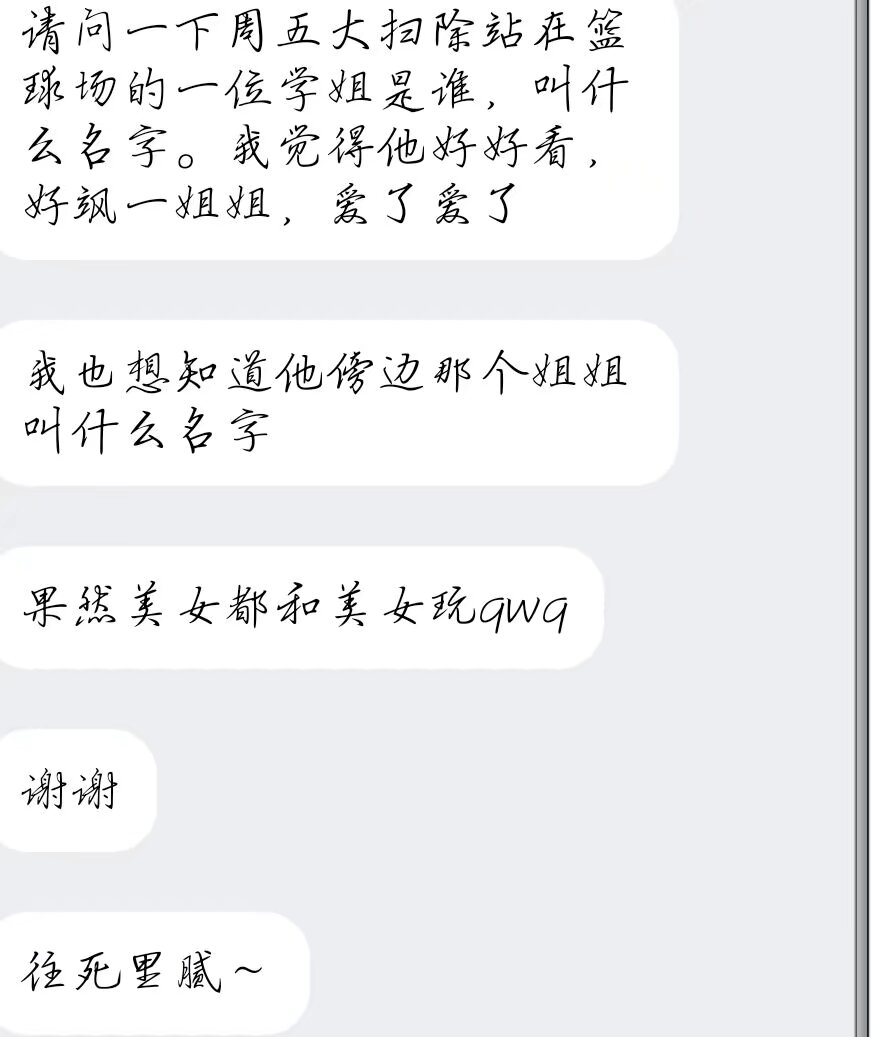 请问一下周五大扫除站在篮
球场的一位学姐是谁，叫什
么名字。我觉得他好好看，
好飒一姐姐，爱了爱了
我也想知道他傍边那个姐姐
叫什么名字
果然美女都和美女玩qwq
谢谢
往死里腻~